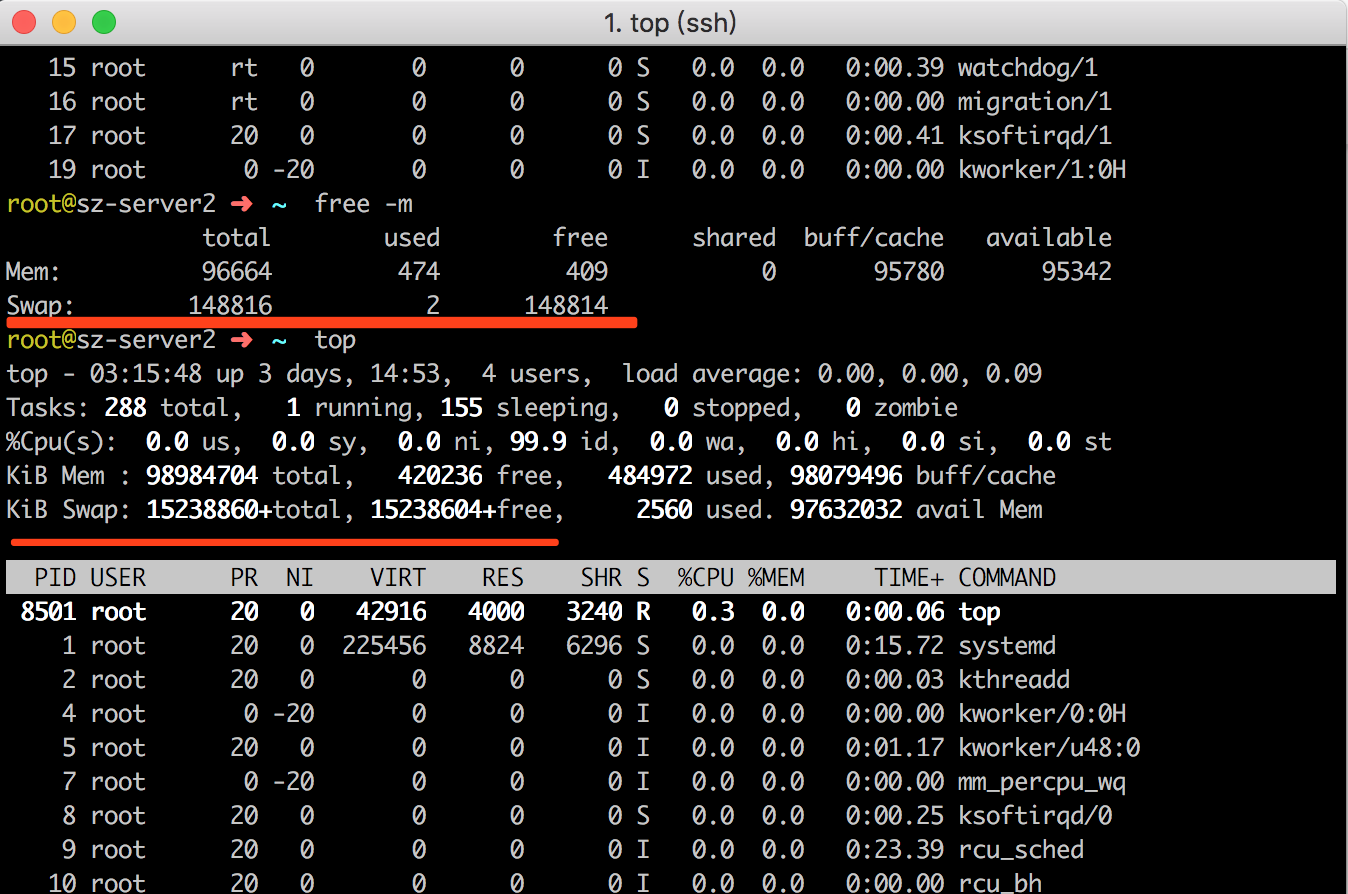 1. top (ssh)
15 root rt 0 0 0 0 S 0.0 0.0 0:00.39 watchdog/1
16 root rt 0 0 0 0 S 0.0 0.0 0:00.00 migration/1
17 root 20 0 0 0 0 S 0.0 0.0 0:00.41 ksoftirqd/1
19 root 0 -20 0 0 0 I 0.0 0.0 0:00.00 kworker/1:0H
root@sz-server2 ➜ ~ free -m
total used free shared buff/cache available
Mem: 96664 474 409 0 95780 95342
Swap: 148816 2 148814
root@sz-server2 ➜ ~ top
top - 03:15:48 up 3 days, 14:53, 4 users, load average: 0.00, 0.00, 0.09
Tasks: 288 total, 1 running, 155 sleeping, 0 stopped, 0 zombie
%Cpu(s): 0.0 us, 0.0 sy, 0.0 ni, 99.9 id, 0.0 wa, 0.0 hi, 0.0 si, 0.0 st
KiB Mem : 98984704 total, 420236 free, 484972 used, 98079496 buff/cache
KiB Swap: 15238860+total, 15238604+free, 2560 used. 97632032 avail Mem
PID USER PR NI VIRT RES SHR S %CPU %MEM TIME+ COMMAND
8501 root 20 0 42916 4000 3240 R 0.3 0.0 0:00.06 top
1 root 20 0 225456 8824 6296 S 0.0 0.0 0:15.72 systemd
2 root 20 0 0 0 0 S 0.0 0.0 0:00.03 kthreadd
4 root 0 -20 0 0 0 I 0.0 0.0 0:00.00 kworker/0:0H
5 root 20 0 0 0 0 I 0.0 0.0 0:01.17 kworker/u48:0
7 root 0 -20 0 0 0 I 0.0 0.0 0:00.00 mm_percpu_wq
8 root 20 0 0 0 0 S 0.0 0.0 0:00.25 ksoftirqd/0
9 root 20 0 0 0 0 I 0.0 0.0 0:23.39 rcu_sched
10 root 20 0 0 0 0 I 0.0 0.0 0:00.00 rcu_bh